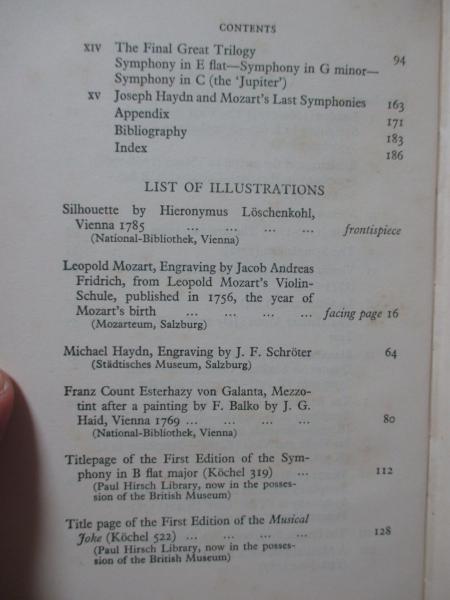 CONTENTS
XIV The Final Great Trilogy
Symphony in E flat—Symphony in G minor—
Symphony in C (the 'Jupiter') 94
XV Joseph Haydn and Mozart's Last Symphonies 163
Appendix 171
Bibliography 183
Index 186
LIST OF ILLUSTRATIONS
Silhouette by Hieronymus Löschenkohl,
Vienna 1785 ... ... ... ... frontispiece
(National-Bibliothek, Vienna)
Leopold Mozart, Engraving by Jacob Andreas
Fridrich, from Leopold Mozart's Violin-
Schule, published in 1756, the year of
Mozart's birth ... ... ... facing page 16
(Mozarteum, Salzburg)
Michael Haydn, Engraving by J. F. Schröter 64
(Städtisches Museum, Salzburg)
Franz Count Esterhazy von Galanta, Mezzo-
tint after a painting by F. Balko by J. G.
Haid, Vienna 1769 ... ... ... ... 80
(National-Bibliothek, Vienna)
Titlepage of the First Edition of the Sym-
phony in B flat major (Köchel 319) ... 112
(Paul Hirsch Library, now in the posses-
sion of the British Museum)
Title page of the First Edition of the Musical
Joke (Köchel 522) ... ... ... ... 128
(Paul Hirsch Library, now in the posses-
sion of the British Museum)